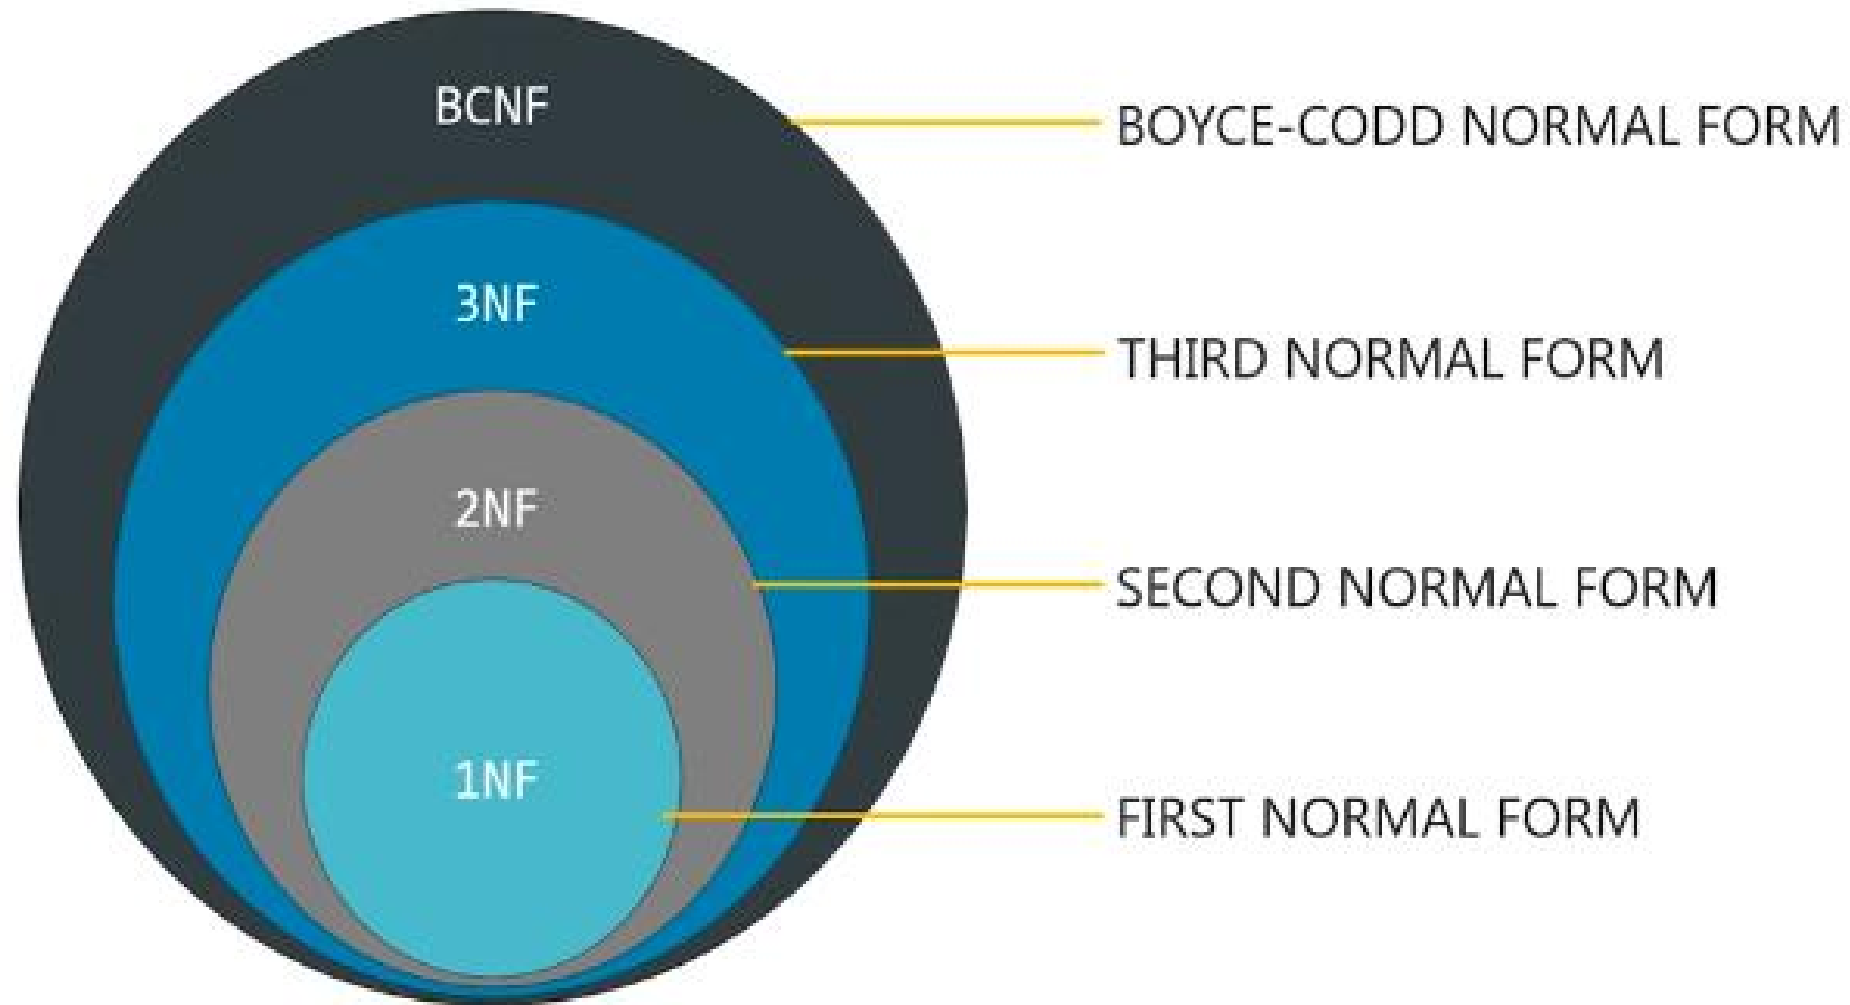 BCNF
BOYCE-CODD NORMAL FORM
3NF
THIRD NORMAL FORM
2NF
SECOND NORMAL FORM
1NF
FIRST NORMAL FORM